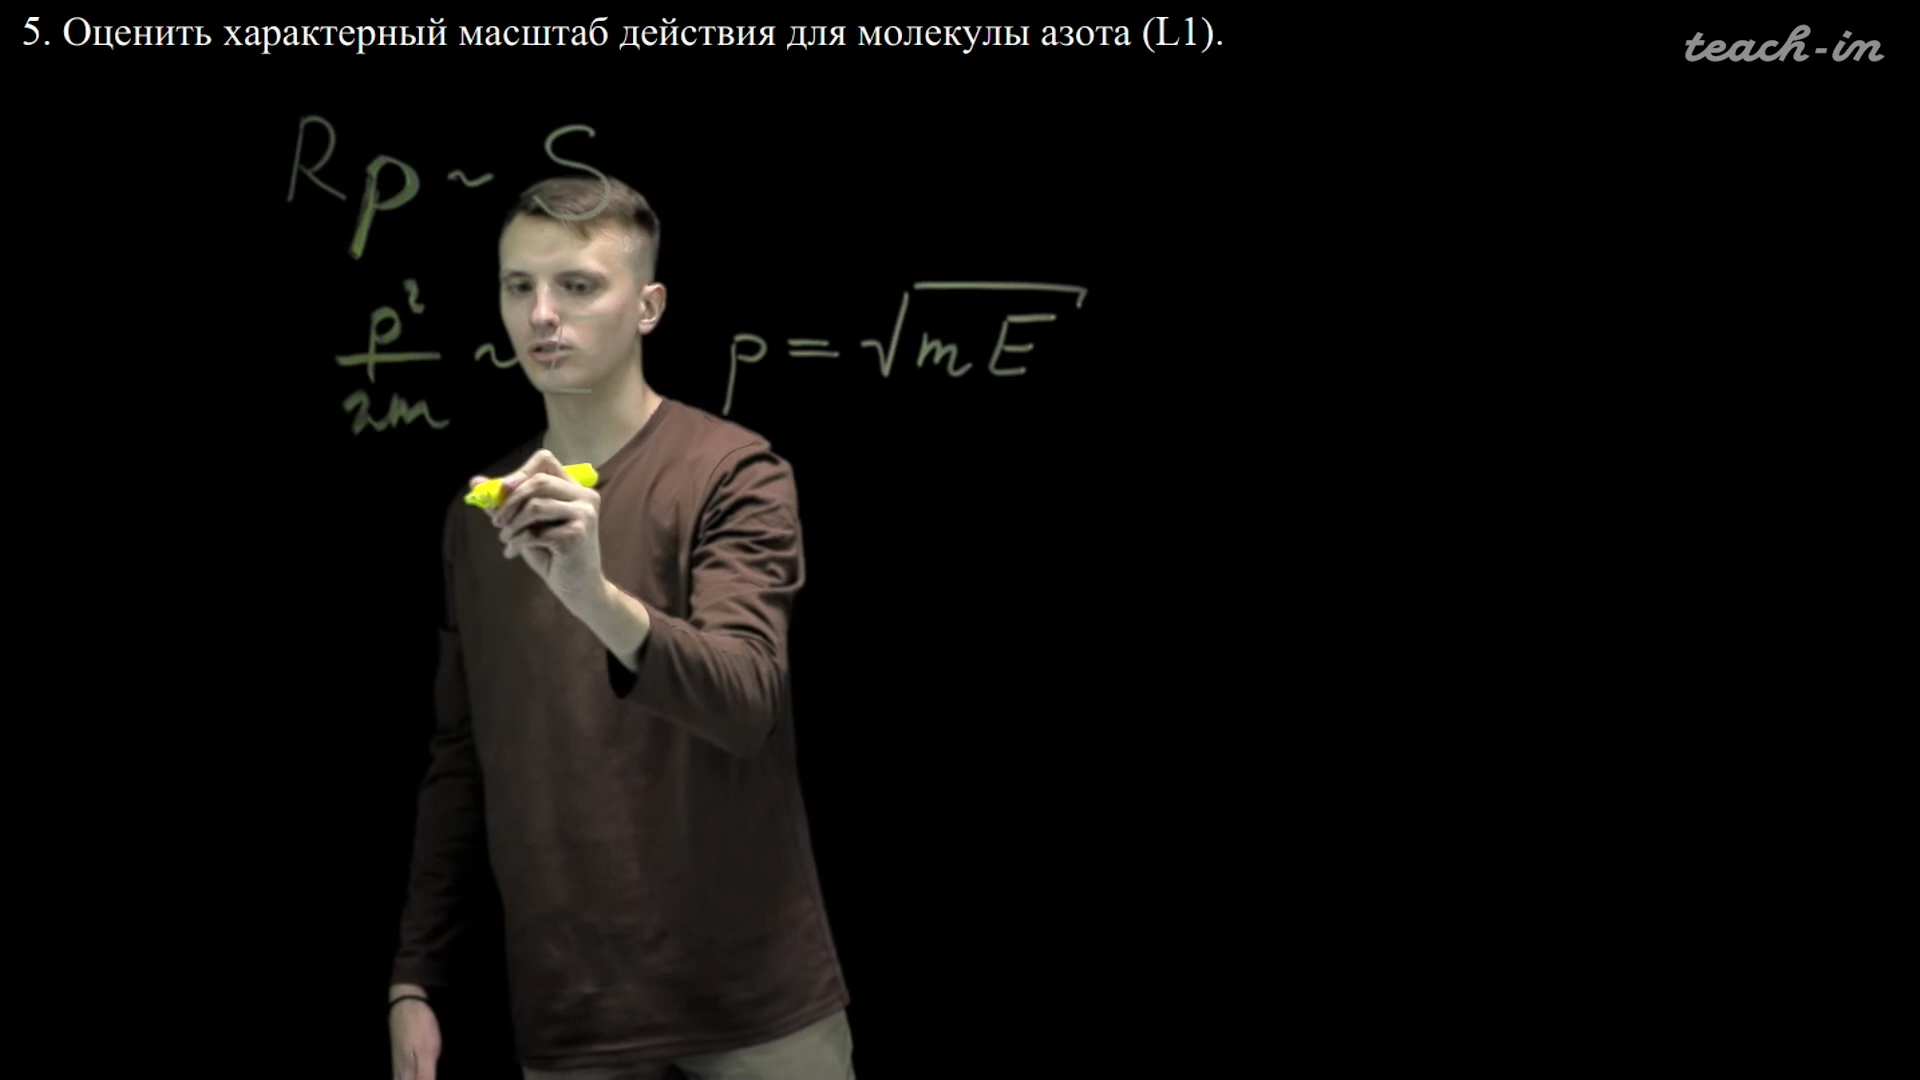 5. Оценить характерный масштаб действия для молекулы азота (L1).
teach-in
Rp ~ S
p²/2m ~
p = √mE